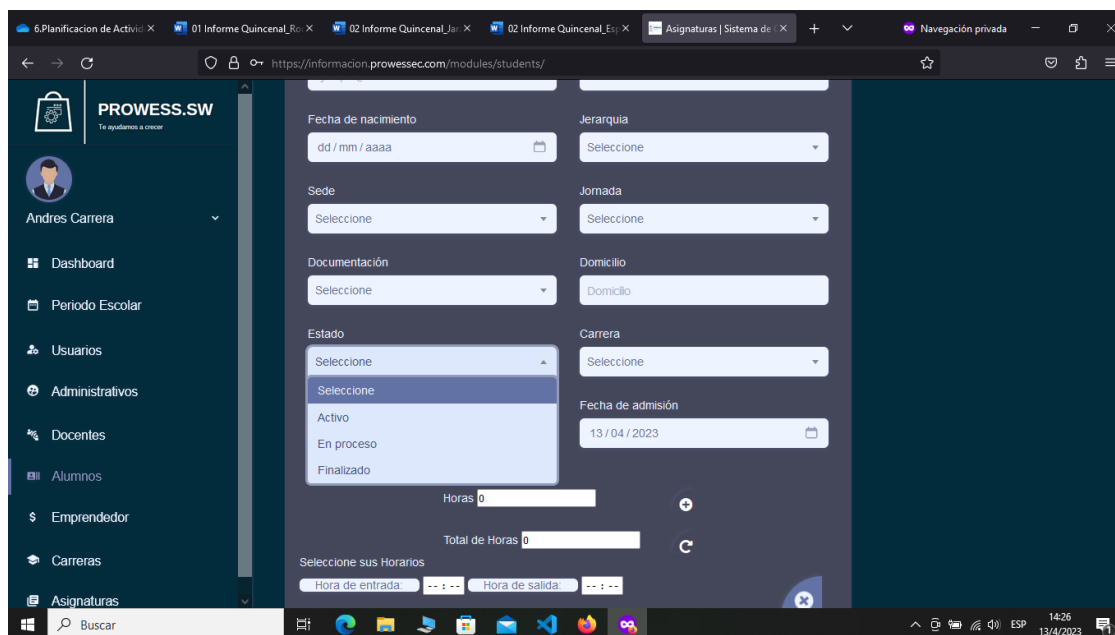 6.Planificacion de Activid
01 Informe Quincenal_Ro
02 Informe Quincenal_Jar
02 Informe Quincenal_Esp
Asignaturas | Sistema de C
Navegación privada
https://informacion.prowessec.com/modules/students/
PROWESS.SW
Te ayudamos a crecer
Andres Carrera
Dashboard
Periodo Escolar
Usuarios
Administrativos
Docentes
Alumnos
Emprendedor
Carreras
Asignaturas
Fecha de nacimiento
Jerarquia
dd / mm / aaaa
Seleccione
Sede
Jornada
Seleccione
Seleccione
Documentación
Domicilio
Seleccione
Domicilio
Estado
Carrera
Seleccione
Seleccione
Seleccione
Activo
En proceso
Finalizado
Fecha de admisión
13 / 04 / 2023
Horas 0
Total de Horas 0
Seleccione sus Horarios
Hora de entrada: -- : -- Hora de salida: -- : --
Buscar
ESP
14:26
13/4/2023